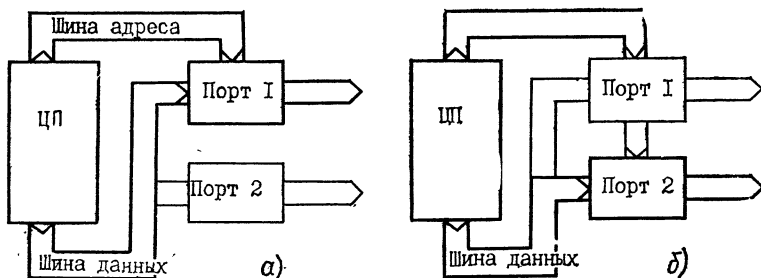 Шина адреса
ЦП
Порт I
Порт 2
Шина данных
а)
ЦП
Порт I
Порт 2
Шина данных
б)